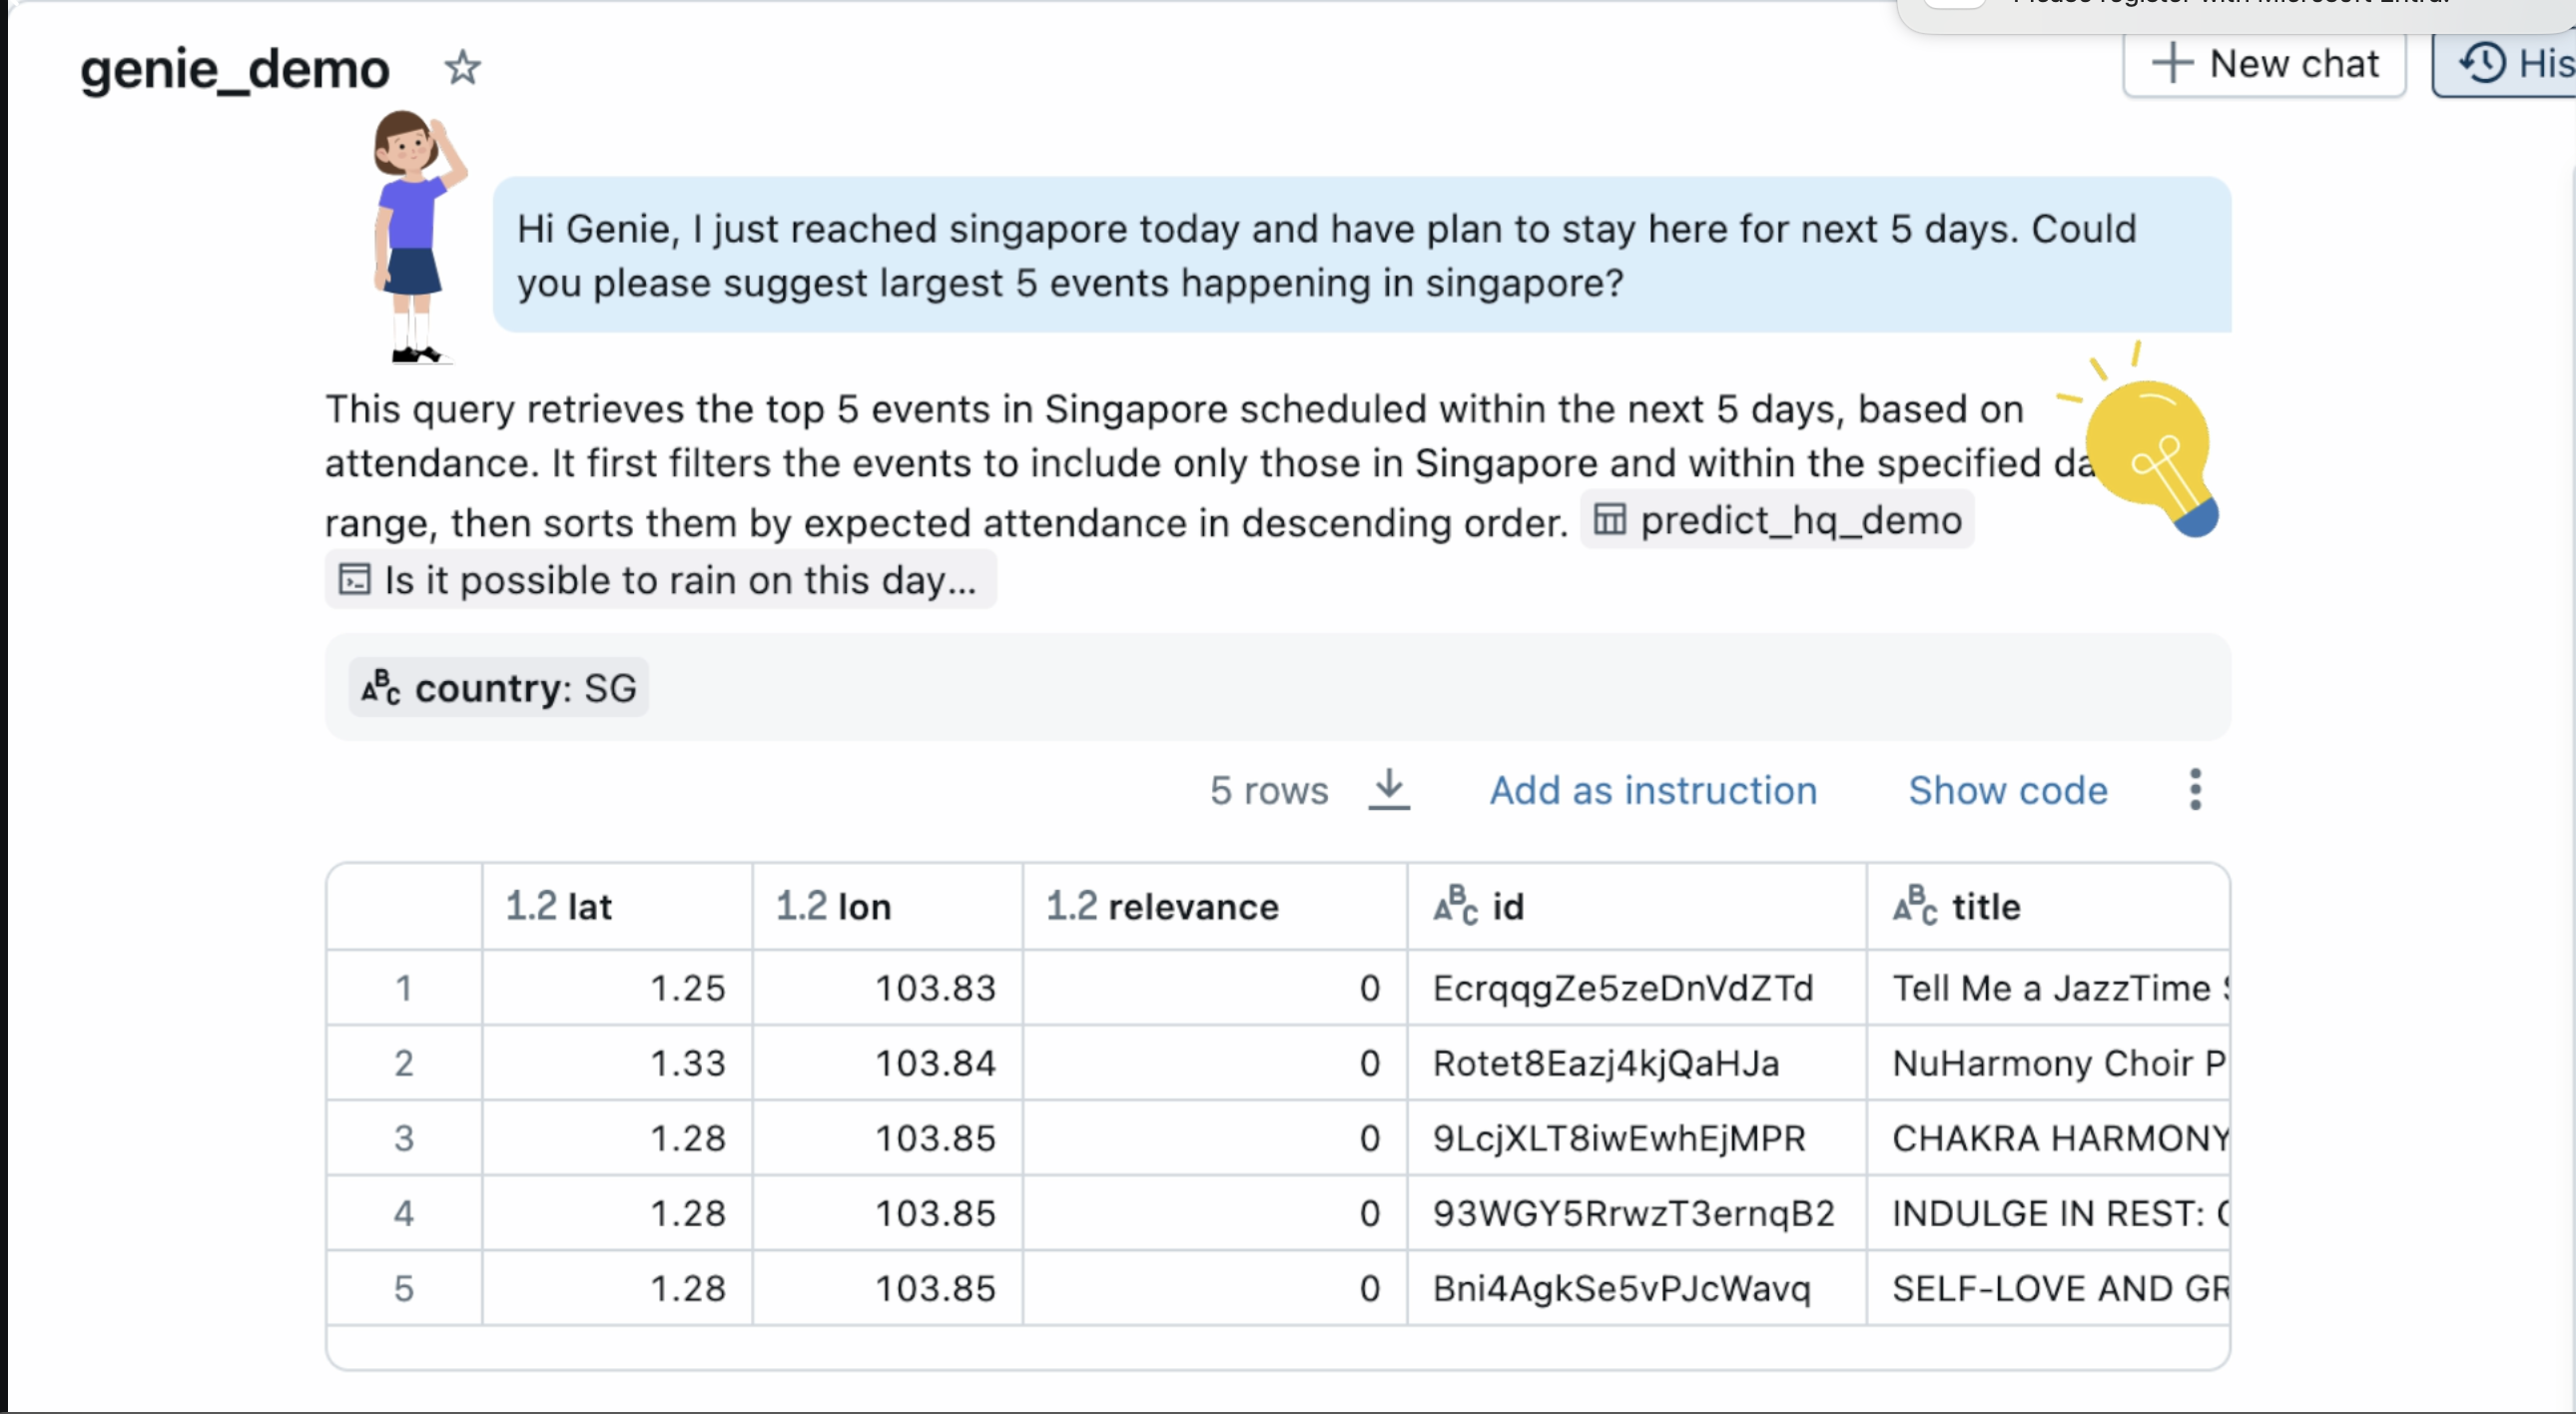 Please register with Microsoft Entra.
genie_demo
New chat
His
Hi Genie, I just reached singapore today and have plan to stay here for next 5 days. Could
you please suggest largest 5 events happening in singapore?
This query retrieves the top 5 events in Singapore scheduled within the next 5 days, based on
attendance. It first filters the events to include only those in Singapore and within the specified da
range, then sorts them by expected attendance in descending order. predict_hq_demo
Is it possible to rain on this day...
ABC country: SG
5 rows Add as instruction Show code
1.2 lat 1.2 lon 1.2 relevance ABC id ABC title
1 1.25 103.83 0 EcrqqgZe5zeDnVdZTd Tell Me a JazzTime
2 1.33 103.84 0 Rotet8Eazj4kjQaHJa NuHarmony Choir P
3 1.28 103.85 0 9LcjXLT8iwEwhEjMPR CHAKRA HARMONY
4 1.28 103.85 0 93WGY5RrwzT3ernqB2 INDULGE IN REST:
5 1.28 103.85 0 Bni4AgkSe5vPJcWavq SELF-LOVE AND GR